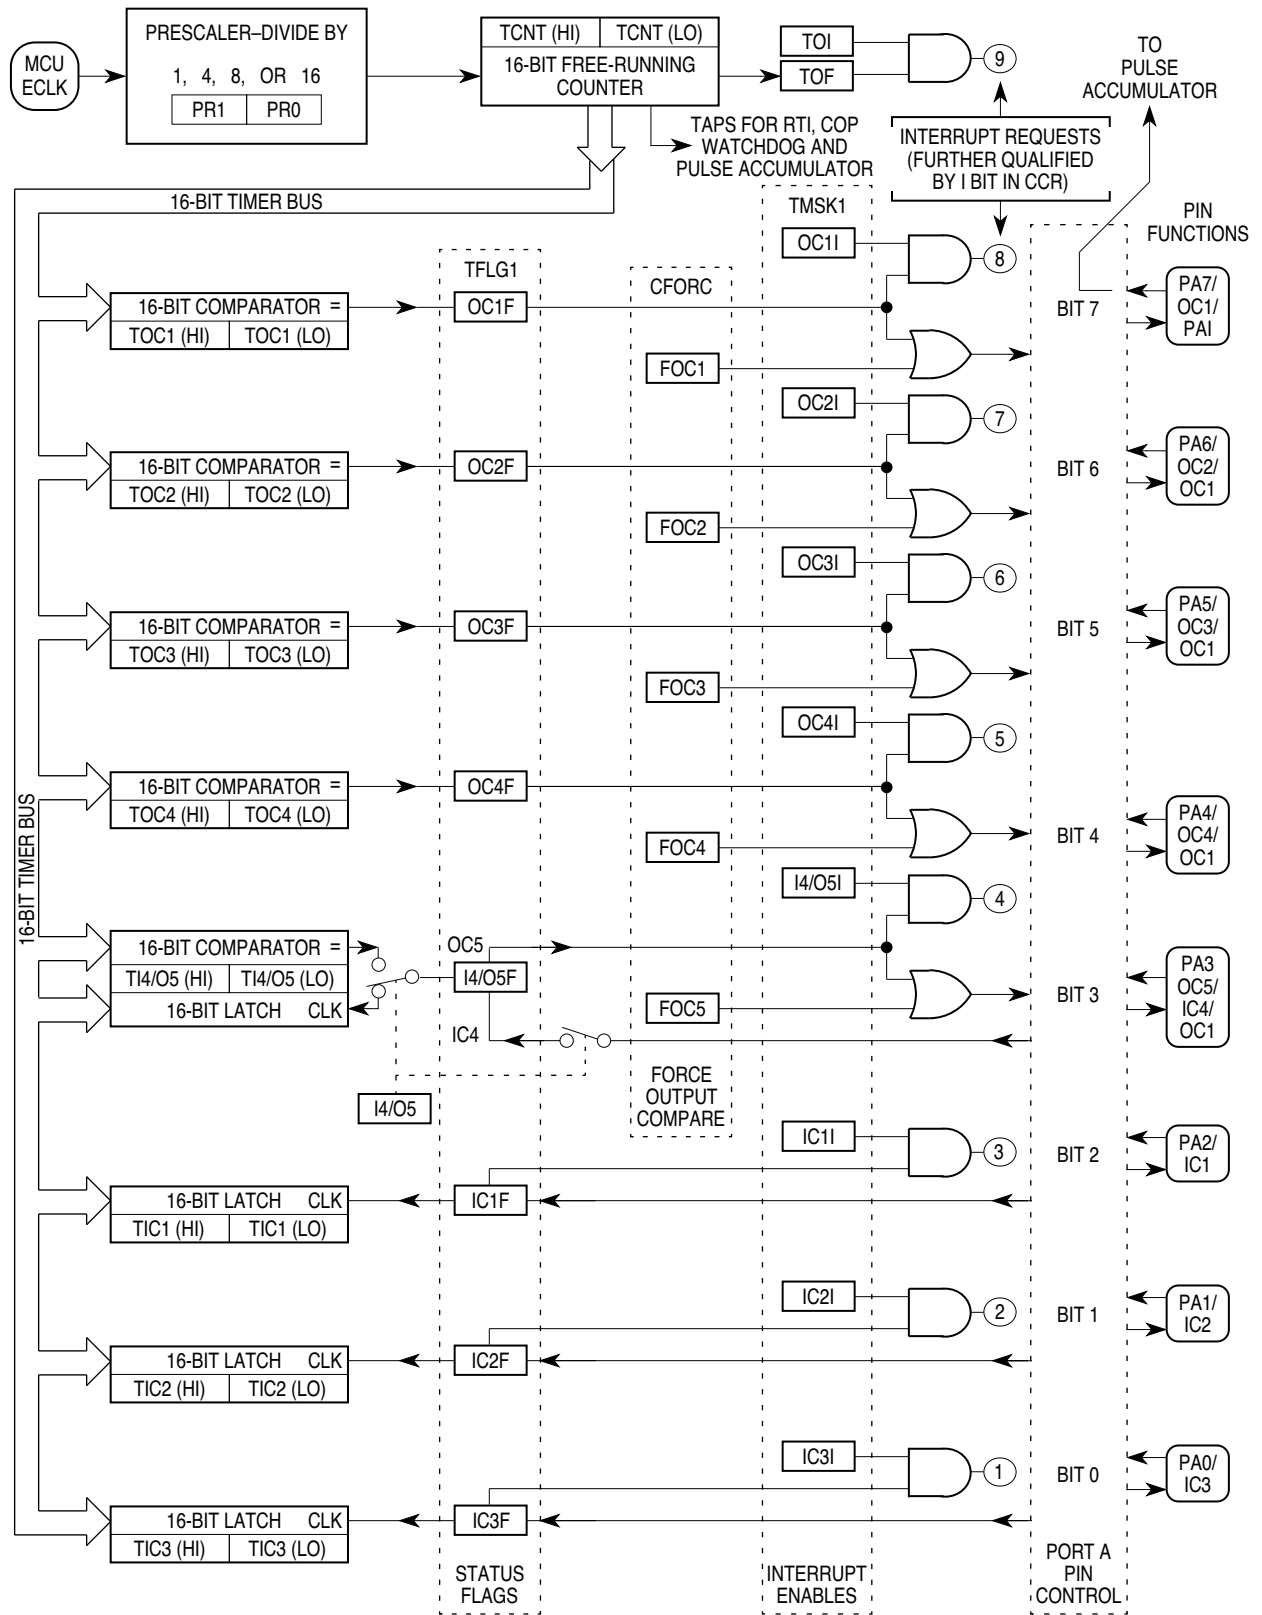 MCU
ECLK
PRESCALER–DIVIDE BY
1, 4, 8, OR 16
PR1 PR0
TCNT (HI) TCNT (LO)
16-BIT FREE-RUNNING
COUNTER
TOI
TOF
9
TO
PULSE
ACCUMULATOR
TAPS FOR RTI, COP
WATCHDOG AND
PULSE ACCUMULATOR
INTERRUPT REQUESTS
(FURTHER QUALIFIED
BY I BIT IN CCR)
16-BIT TIMER BUS
TMSK1
PIN
FUNCTIONS
OC1I
8
TFLG1
CFORC
16-BIT COMPARATOR =
TOC1 (HI) TOC1 (LO)
OC1F
FOC1
BIT 7
PA7/
OC1/
PAI
OC2I
7
16-BIT COMPARATOR =
TOC2 (HI) TOC2 (LO)
OC2F
FOC2
BIT 6
PA6/
OC2/
OC1
OC3I
6
16-BIT COMPARATOR =
TOC3 (HI) TOC3 (LO)
OC3F
FOC3
BIT 5
PA5/
OC3/
OC1
OC4I
5
16-BIT COMPARATOR =
TOC4 (HI) TOC4 (LO)
OC4F
FOC4
BIT 4
PA4/
OC4/
OC1
16-BIT TIMER BUS
I4/O5I
4
16-BIT COMPARATOR =
TI4/O5 (HI) TI4/O5 (LO)
16-BIT LATCH CLK
OC5
I4/O5F
IC4
FOC5
BIT 3
PA3
OC5/
IC4/
OC1
I4/O5
FORCE
OUTPUT
COMPARE
IC1I
3
BIT 2
PA2/
IC1
16-BIT LATCH CLK
TIC1 (HI) TIC1 (LO)
IC1F
IC2I
2
BIT 1
PA1/
IC2
16-BIT LATCH CLK
TIC2 (HI) TIC2 (LO)
IC2F
IC3I
1
BIT 0
PA0/
IC3
16-BIT LATCH CLK
TIC3 (HI) TIC3 (LO)
IC3F
STATUS
FLAGS
INTERRUPT
ENABLES
PORT A
PIN
CONTROL